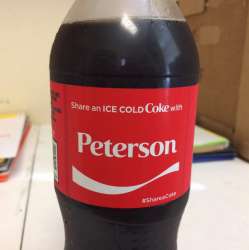 Share an ICE COLD Coke with
Peterson
#ShareaCoke